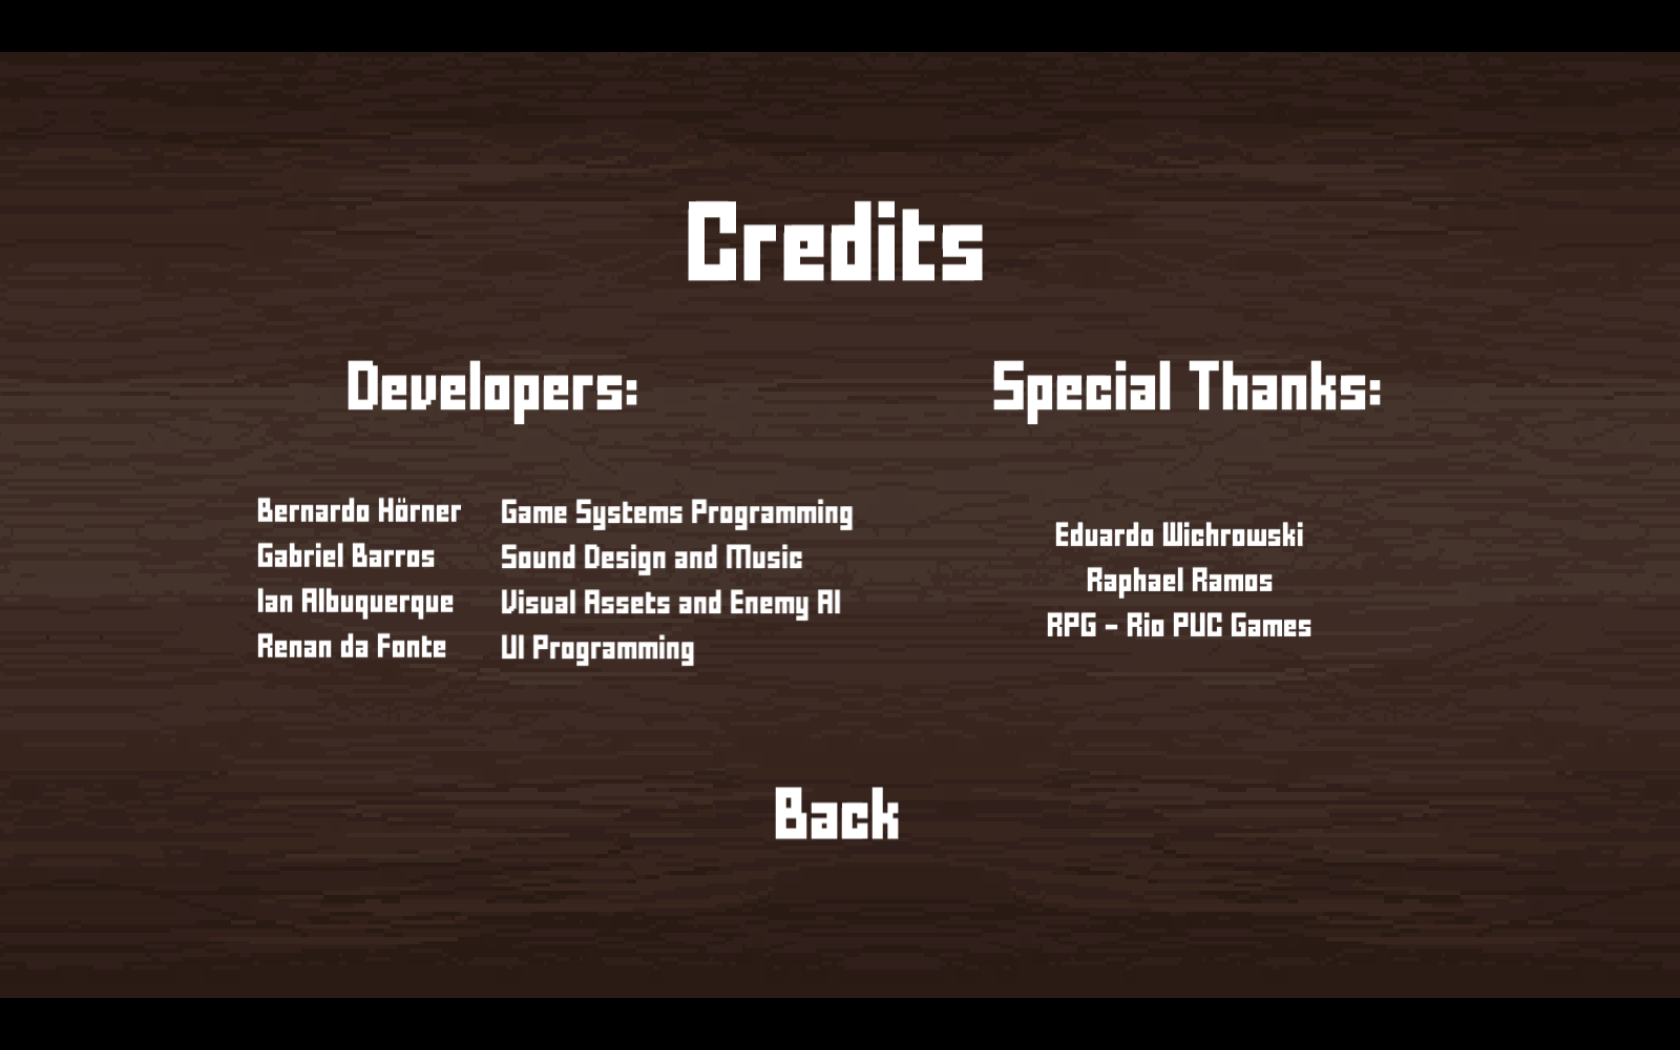 Credits
Developers:
Bernardo Hörner Game Systems Programming
Gabriel Barros Sound Design and Music
Ian Albuquerque Visual Assets and Enemy AI
Renan da Fonte UI Programming
Special Thanks:
Eduardo Wichrowski
Raphael Ramos
RPG - Rio PUC Games
Back